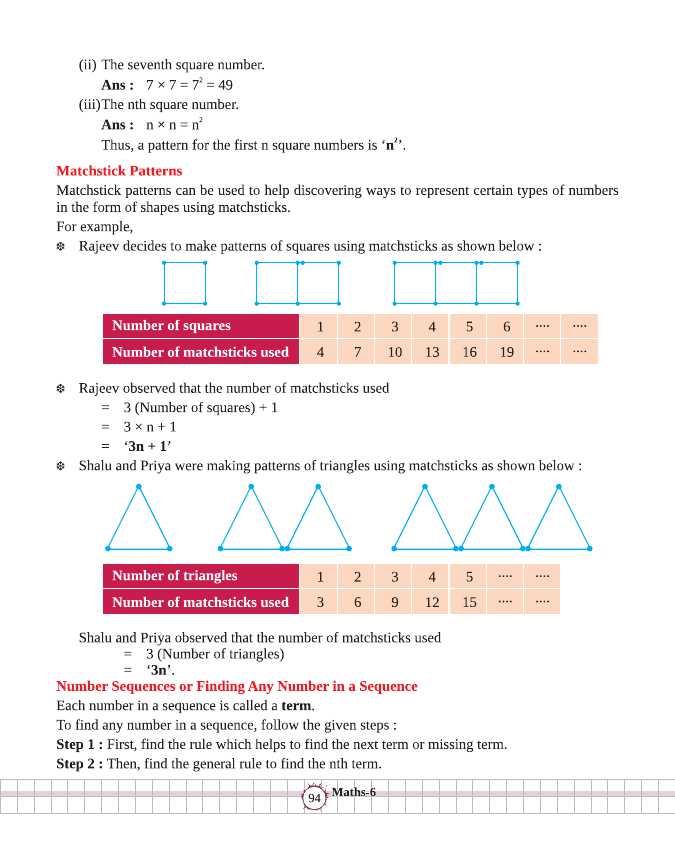 (ii) The seventh square number.
Ans : 7 × 7 = 7² = 49
(iii)The nth square number.
Ans : n × n = n²
Thus, a pattern for the first n square numbers is ‘n²’.
Matchstick Patterns
Matchstick patterns can be used to help discovering ways to represent certain types of numbers
in the form of shapes using matchsticks.
For example,
❄ Rajeev decides to make patterns of squares using matchsticks as shown below :
Number of squares 1 2 3 4 5 6 .... ....
Number of matchsticks used 4 7 10 13 16 19 .... ....
❄ Rajeev observed that the number of matchsticks used
= 3 (Number of squares) + 1
= 3 × n + 1
= ‘3n + 1’
❄ Shalu and Priya were making patterns of triangles using matchsticks as shown below :
Number of triangles 1 2 3 4 5 .... ....
Number of matchsticks used 3 6 9 12 15 .... ....
Shalu and Priya observed that the number of matchsticks used
= 3 (Number of triangles)
= ‘3n’.
Number Sequences or Finding Any Number in a Sequence
Each number in a sequence is called a term.
To find any number in a sequence, follow the given steps :
Step 1 : First, find the rule which helps to find the next term or missing term.
Step 2 : Then, find the general rule to find the nth term.
94 Maths-6